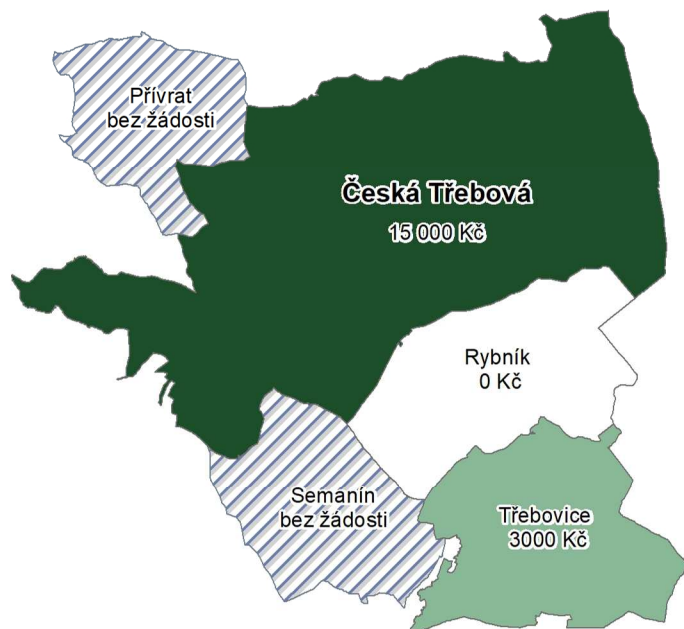 Přívrat
bez žádosti
Česká Třebová
15 000 Kč
Rybník
0 Kč
Semanín
bez žádosti
Třebovice
3000 Kč